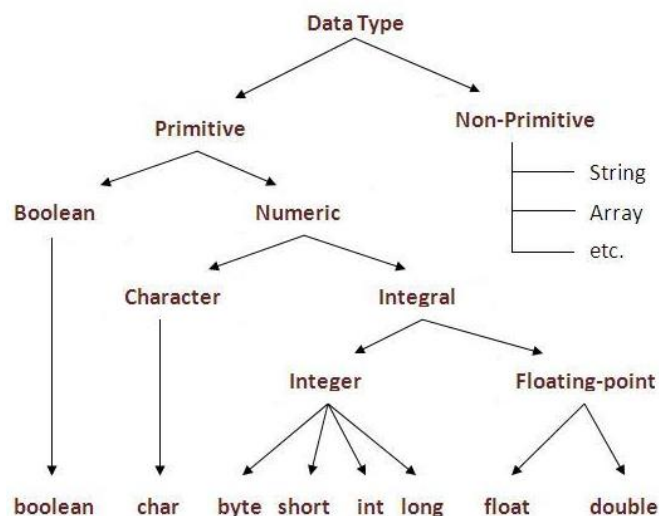 Data Type
Primitive
Non-Primitive
String
Boolean
Numeric
Array
etc.
Character
Integral
Integer
Floating-point
boolean char byte short int long float double